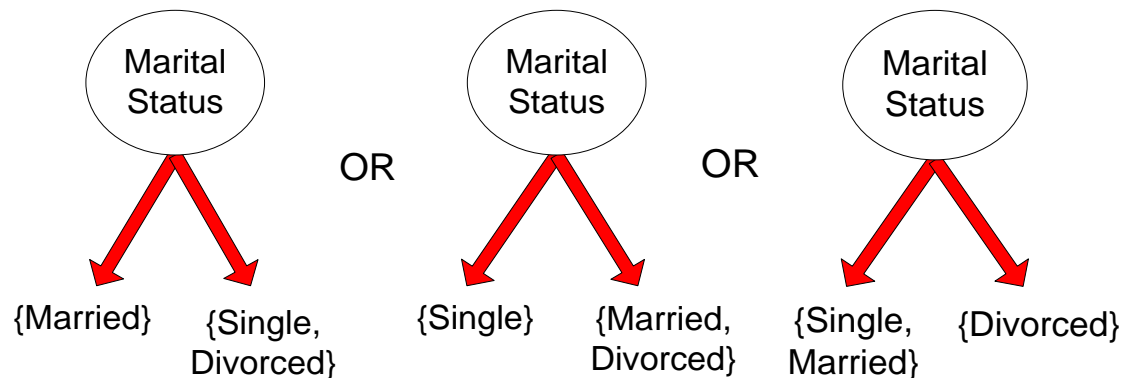 Marital
Status
OR
Marital
Status
OR
Marital
Status
{Married}
{Single,
Divorced}
{Single}
{Married,
Divorced}
{Single,
Married}
{Divorced}